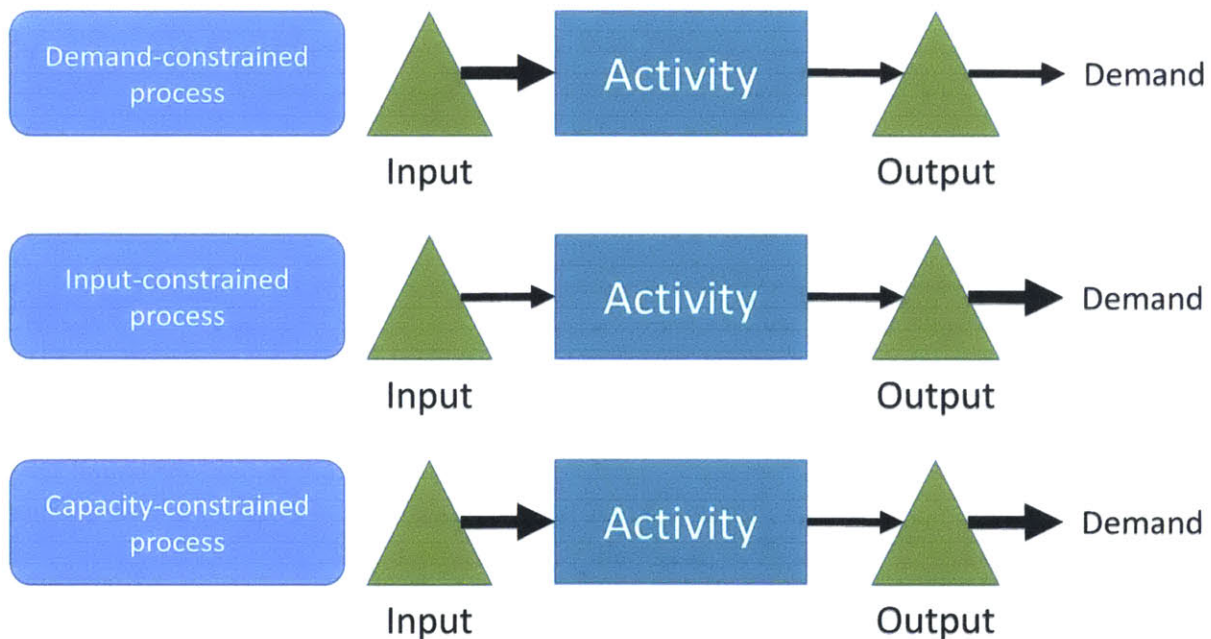 Demand-constrained
process
Activity
Demand
Input
Output
Input-constrained
process
Activity
Demand
Input
Output
Capacity-constrained
process
Activity
Demand
Input
Output